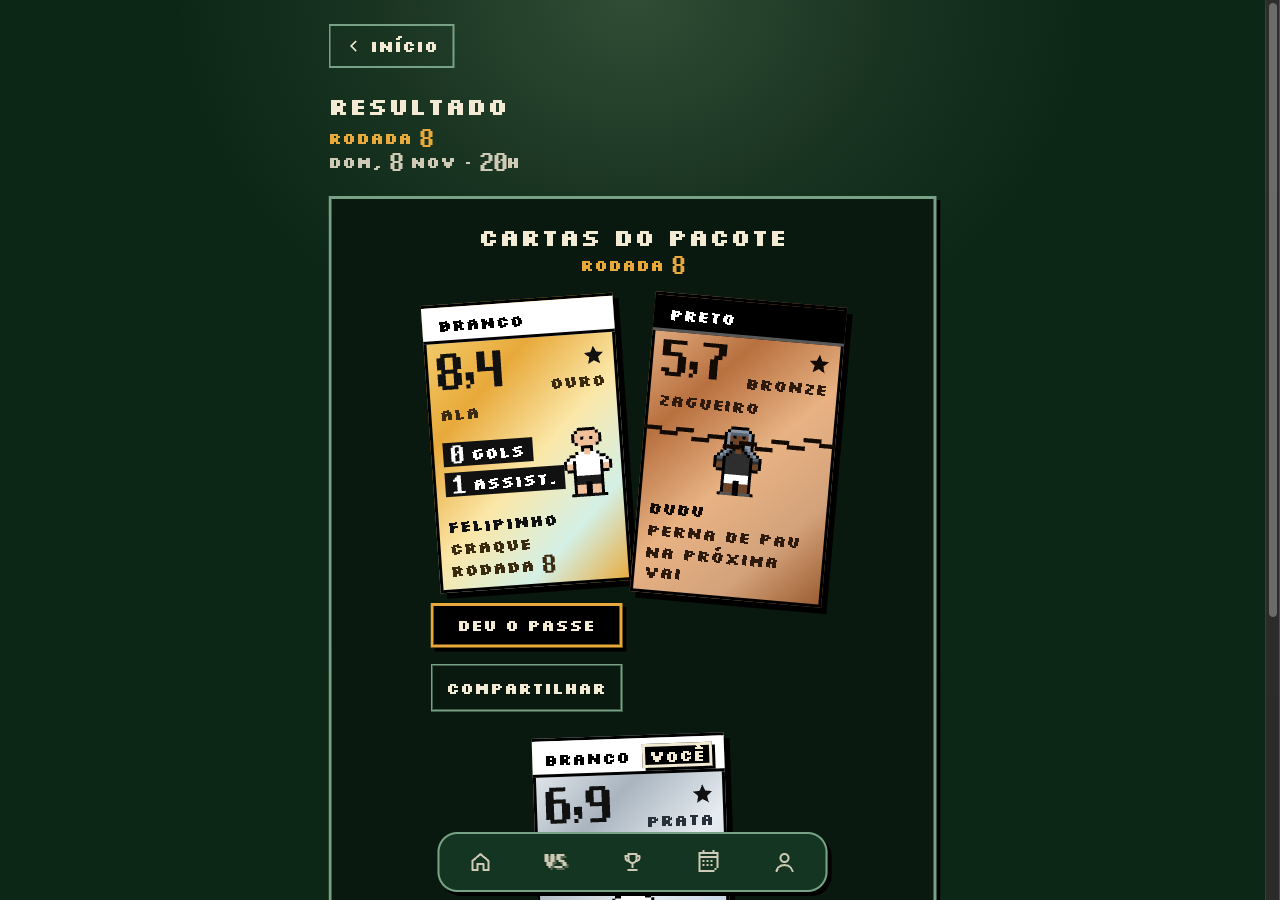 INÍCIO
RESULTADO
RODADA 8
DOM, 8 NOV · 20H
CARTAS DO PACOTE
RODADA 8
BRANCO
8,4
OURO
ALA
0 GOLS
1 ASSIST.
FELIPINHO
CRAQUE
RODADA 8
PRETO
5,7
BRONZE
ZAGUEIRO
DUDU
PERNA DE PAU
NA PRÓXIMA
VAI
DEU O PASSE
COMPARTILHAR
BRANCO VOCÊ
6,9
PRATA
VS